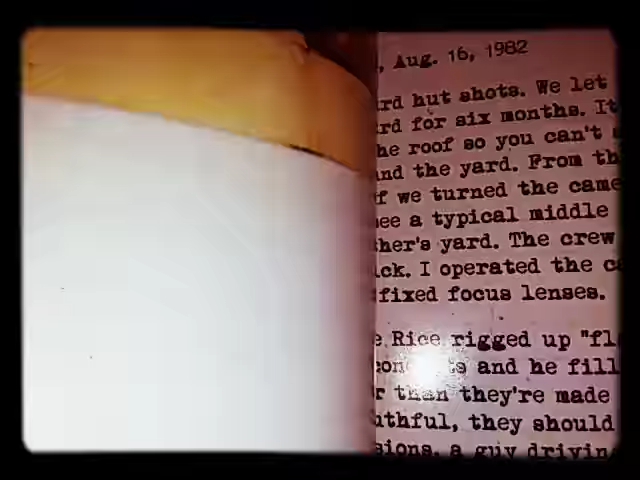 , Aug. 16, 1982
rd hut shots. We let
rd for six months. It
he roof so you can't
nd the yard. From th
f we turned the came
ee a typical middle
her's yard. The crew
ck. I operated the c
fixed focus lenses.
e Rice rigged up "fl
con s and he fill
r than they're made
uthful, they should
sions, a guy drivin